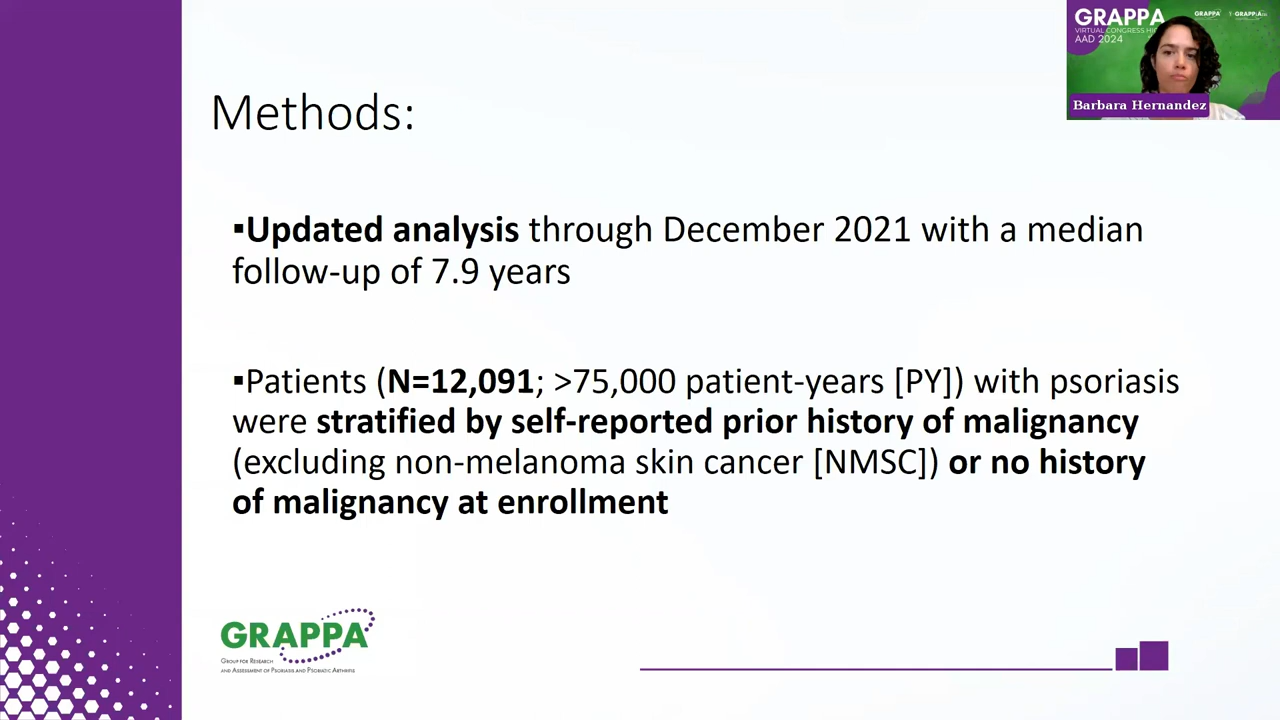 Methods:
▪Updated analysis through December 2021 with a median
follow-up of 7.9 years
▪Patients (N=12,091; >75,000 patient-years [PY]) with psoriasis
were stratified by self-reported prior history of malignancy
(excluding non-melanoma skin cancer [NMSC]) or no history
of malignancy at enrollment
GRAPPA
Group for Research
and Assessment of Psoriasis and Psoriatic Arthritis
GRAPPA
VIRTUAL CONGRESS
AAD 2024
GRAPPA
Barbara Hernandez